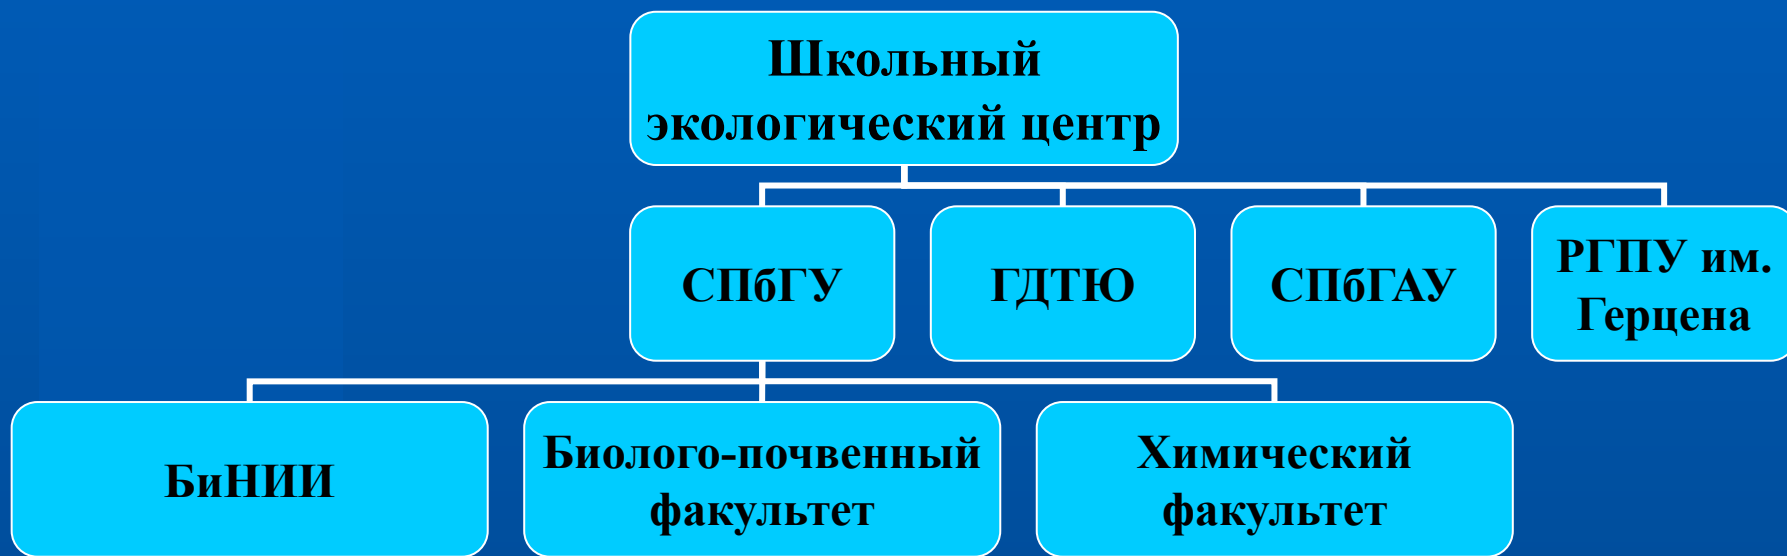 Школьный
экологический центр
СПбГУ
ГДТЮ
СПбГАУ
РГПУ им.
Герцена
БиНИИ
Биолого-почвенный
факультет
Химический
факультет